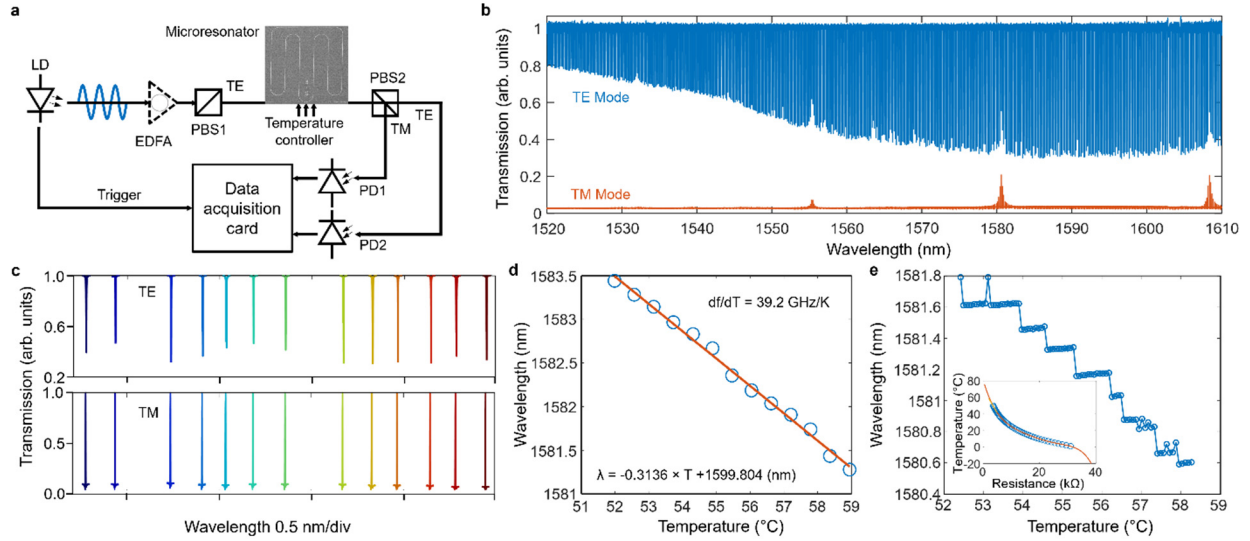 a
Microresonator
LD
TE
PBS2
TE
EDFA
PBS1
Temperature
controller
TM
Trigger
Data
acquisition
card
PD1
PD2
b
Transmission (arb. units)
1
0.8
0.6
0.4
0.2
0
TE Mode
TM Mode
1520 1530 1540 1550 1560 1570 1580 1590 1600 1610
Wavelength (nm)
c
Transmission (arb. units)
1.0
0.6
0.2
TE
1.0
0.5
0.0
TM
Wavelength 0.5 nm/div
d
Wavelength (nm)
1583.5
1583
1582.5
1582
1581.5
1581
df/dT = 39.2 GHz/K
λ = -0.3136 × T +1599.804 (nm)
51 52 53 54 55 56 57 58 59
Temperature (°C)
e
Wavelength (nm)
1581.8
1581.6
1581.4
1581.2
1581
1580.8
1580.6
1580.4
Temperature (°C)
80
60
40
20
0
-20
0 20 40
Resistance (kΩ)
52 53 54 55 56 57 58 59
Temperature (°C)